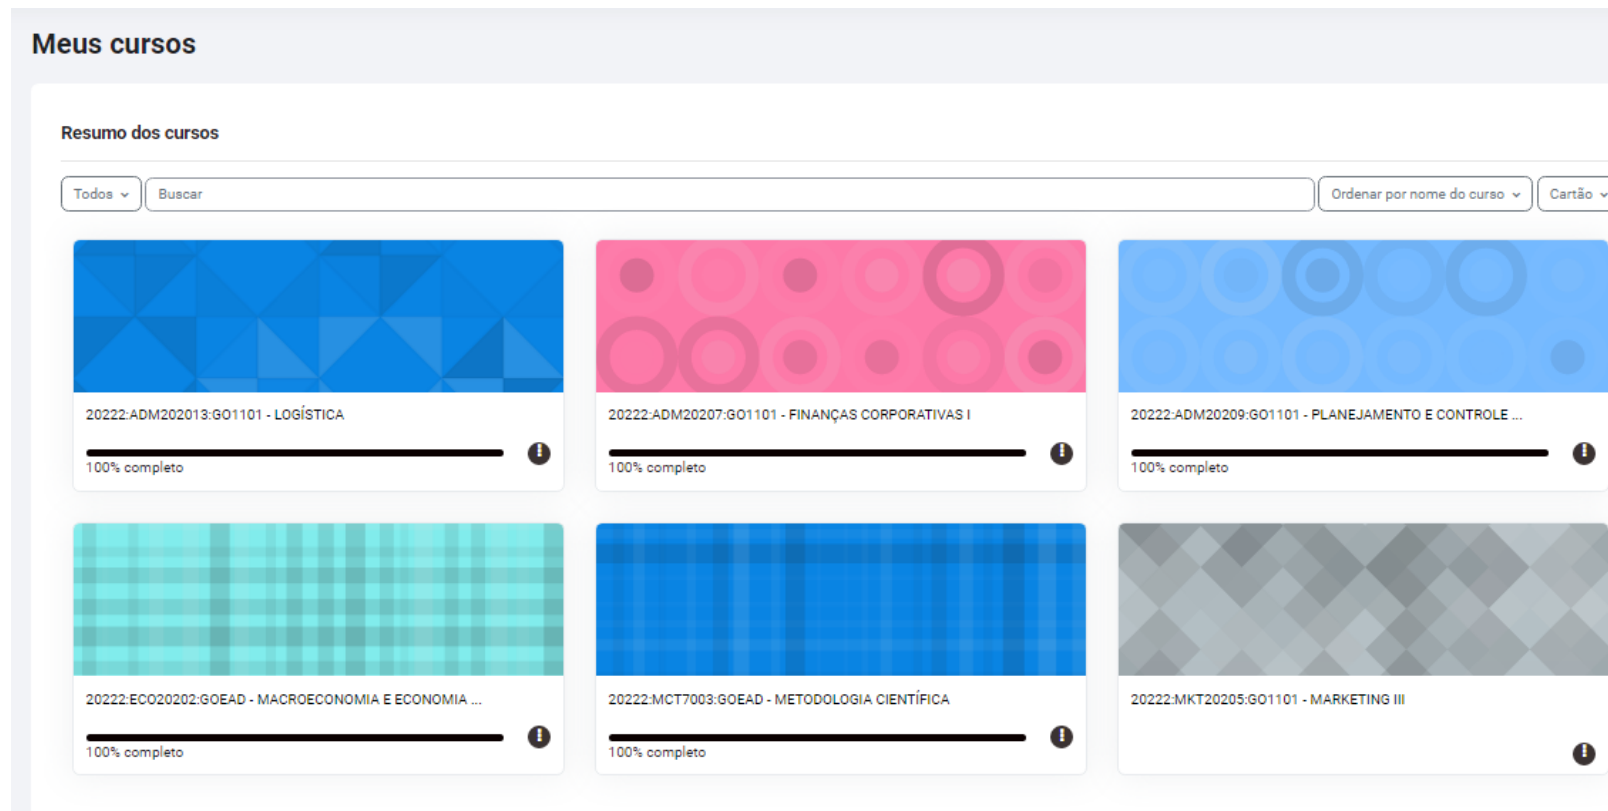 Meus cursos
Resumo dos cursos
Todos Buscar Ordenar por nome do curso Cartão
20222:ADM202013:GO1101 - LOGÍSTICA
100% completo
20222:ADM20207:GO1101 - FINANÇAS CORPORATIVAS I
100% completo
20222:ADM20209:GO1101 - PLANEJAMENTO E CONTROLE ...
100% completo
20222:ECO20202:GOEAD - MACROECONOMIA E ECONOMIA ...
100% completo
20222:MCT7003:GOEAD - METODOLOGIA CIENTÍFICA
100% completo
20222:MKT20205:GO1101 - MARKETING III